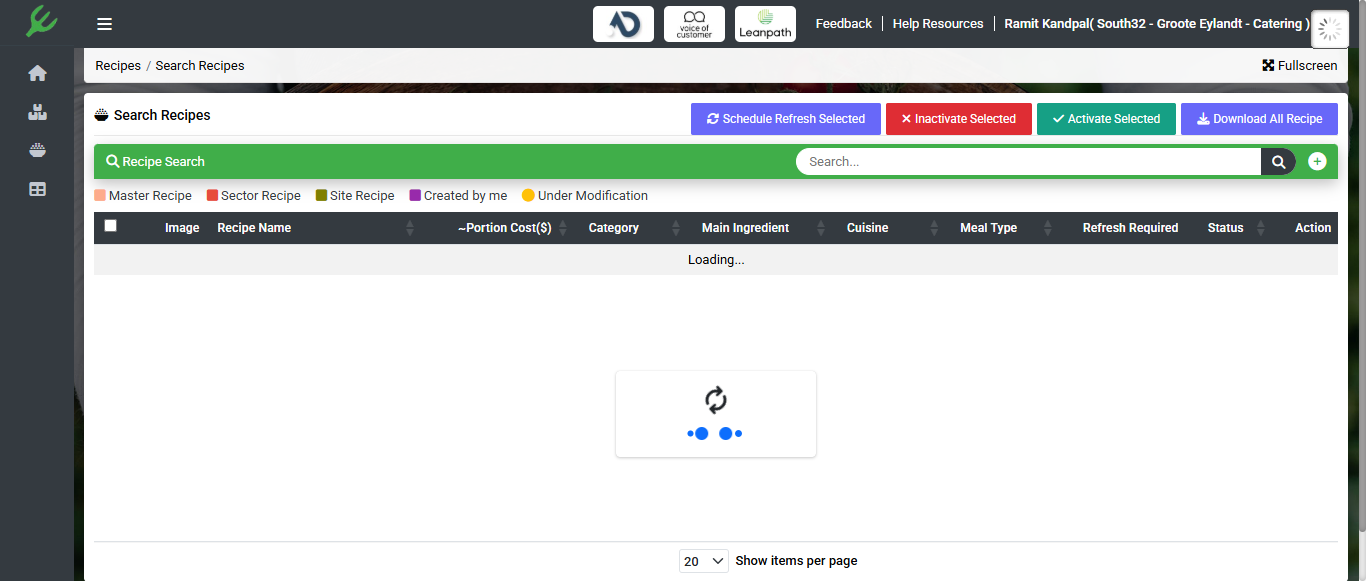 voice of
customer
Leanpath
Feedback
Help Resources
Ramit Kandpal( South32 - Groote Eylandt - Catering )
Recipes / Search Recipes
Fullscreen
Search Recipes
Schedule Refresh Selected
Inactivate Selected
Activate Selected
Download All Recipe
Recipe Search
Search...
Master Recipe
Sector Recipe
Site Recipe
Created by me
Under Modification
Image Recipe Name ~Portion Cost($) Category Main Ingredient Cuisine Meal Type Refresh Required Status Action
Loading...
20 Show items per page